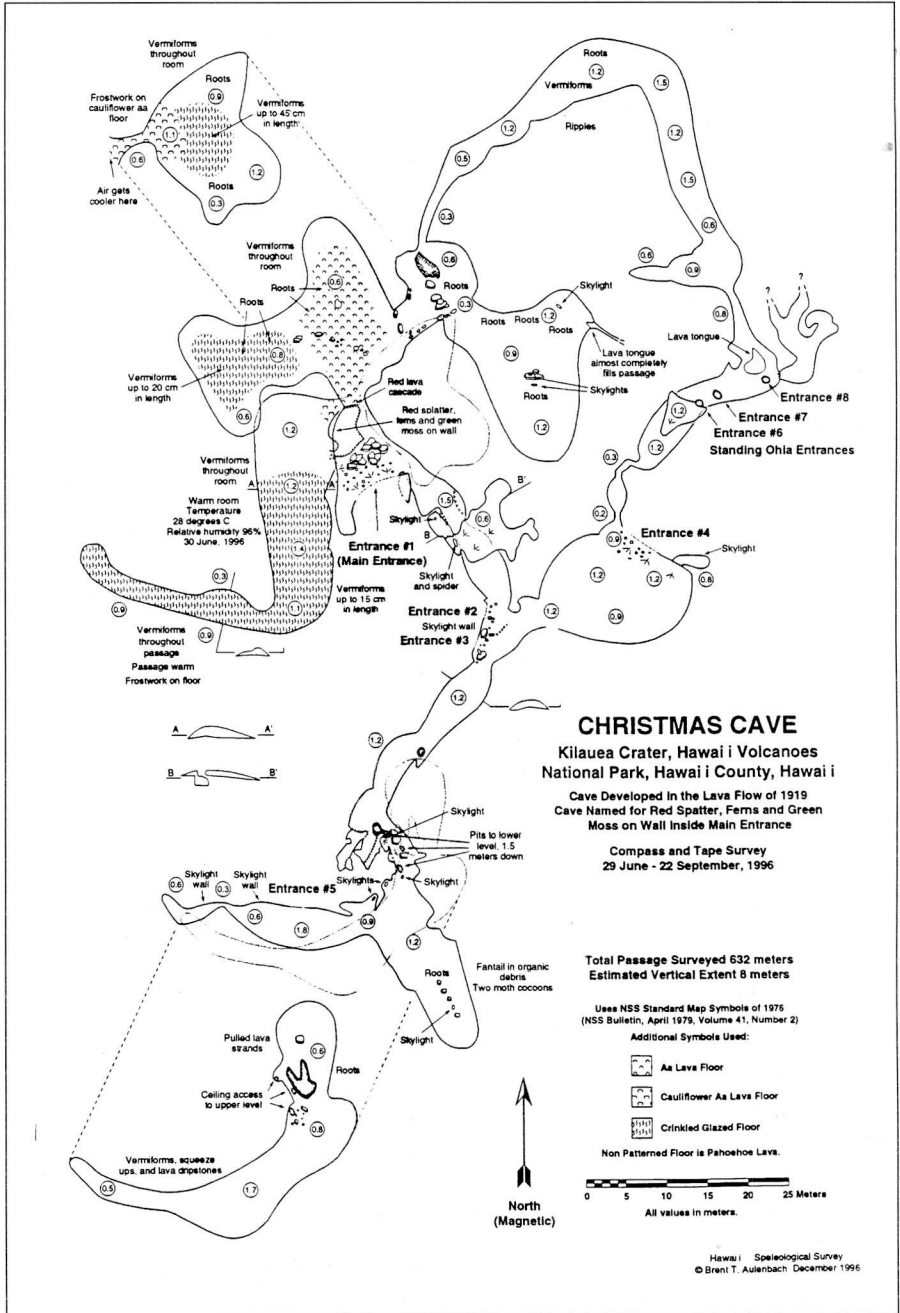 Vermiforms
throughout
room
Roots
0.9
Frostwork on
cauliflower aa
floor
Vermiforms
up to 45 cm
in length
1.1
0.6
1.2
Roots
0.3
Air gets
cooler here
Roots
1.2
Vermiforms
1.5
1.2
Ripples
1.2
0.5
1.5
0.3
0.6
0.6
0.9
0.8
Vermiforms
throughout
room
Roots
0.6
Roots
0.8
Vermiforms
up to 20 cm
in length
0.6
0.6
Roots
0.3
Skylight
Roots
Roots
1.2
Roots
0.9
Lava tongue
almost completely
fills passage
Skylights
Roots
1.2
?
?
Lava tongue
Entrance #8
Entrance #7
Entrance #6
Standing Ohia Entrances
1.2
1.2
0.3
0.2
Red lava
cascade
Red splatter,
ferns and green
moss on wall
1.2
Vermiforms
throughout
room
A
1.2
A'
Warm room
Temperature
28 degrees C
Relative humidity 96%
30 June, 1996
1.4
0.3
0.9
1.1
0.9
Vermiforms
throughout
passage
Passage warm
Frostwork on floor
Vermiforms
up to 15 cm
in length
Entrance #1
(Main Entrance)
1.5
Skylight
B
B'
0.6
Skylight
and spider
Entrance #2
Skylight wall
Entrance #3
0.9
Entrance #4
Skylight
1.2
1.2
0.6
1.2
0.9
1.2
1.2
A
A'
B
B'
CHRISTMAS CAVE
Kilauea Crater, Hawai i Volcanoes
National Park, Hawai i County, Hawai i
Cave Developed in the Lava Flow of 1919
Cave Named for Red Spatter, Ferns and Green
Moss on Wall Inside Main Entrance
Compass and Tape Survey
29 June - 22 September, 1996
Skylight
Pits to lower
level, 1.5
meters down
Skylights
Skylight
0.6
Skylight
wall
0.3
Skylight
wall
Entrance #5
0.6
1.8
0.9
1.2
Roots
Fantail in organic
debris
Two moth cocoons
Skylight
Total Passage Surveyed 632 meters
Estimated Vertical Extent 8 meters
Uses NSS Standard Map Symbols of 1976
(NSS Bulletin, April 1979, Volume 41, Number 2)
Additional Symbols Used:
Aa Lava Floor
Cauliflower Aa Lava Floor
Crinkled Glazed Floor
Non Patterned Floor is Pahoehoe Lava.
Pulled lava
strands
0.6
Roots
Ceiling access
to upper level
0.8
Vermiforms, squeeze
ups, and lava dripstones
0.5
1.7
North
(Magnetic)
0 5 10 15 20 25 Meters
All values in meters.
Hawai i Speleological Survey
© Brent T. Aulenbach December 1996